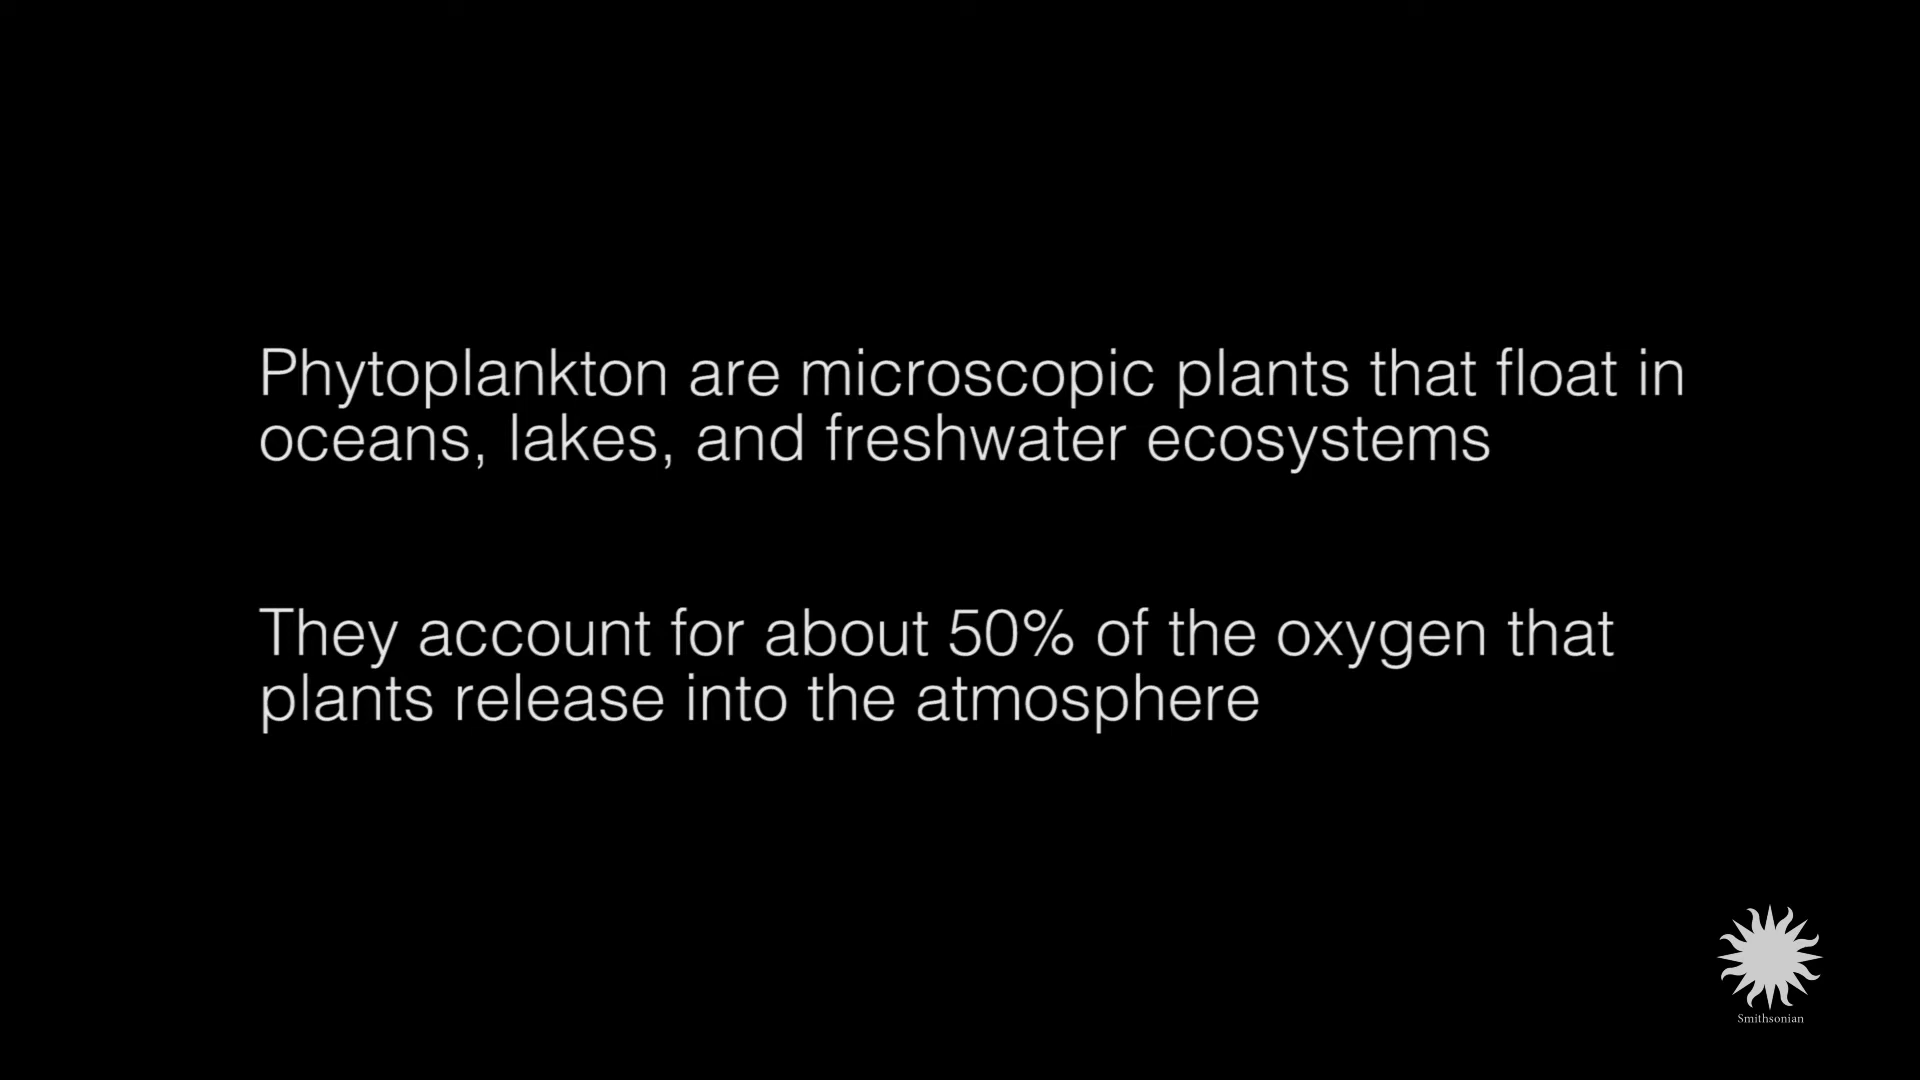 Phytoplankton are microscopic plants that float in
oceans, lakes, and freshwater ecosystems
They account for about 50% of the oxygen that
plants release into the atmosphere
Smithsonian